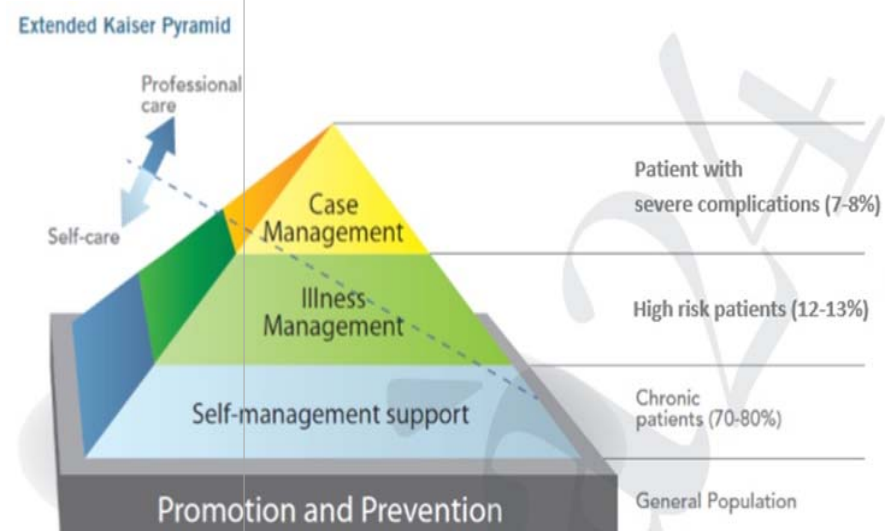 Extended Kaiser Pyramid
Professional
care
Self-care
Case
Management
Patient with
severe complications (7-8%)
Illness
Management
High risk patients (12-13%)
Self-management support
Chronic
patients (70-80%)
Promotion and Prevention
General Population